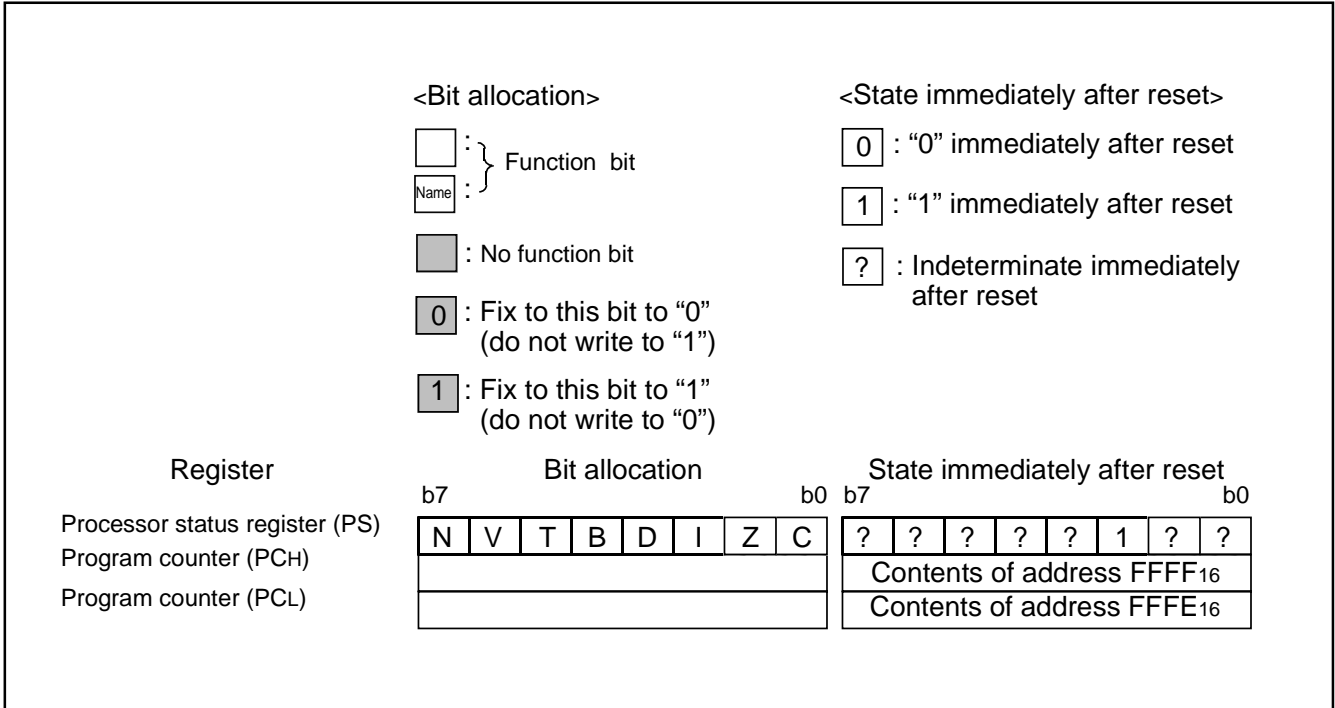 <Bit allocation>
:
Name :
Function bit
: No function bit
0 : Fix to this bit to “0”
(do not write to “1”)
1 : Fix to this bit to “1”
(do not write to “0”)
<State immediately after reset>
0 : “0” immediately after reset
1 : “1” immediately after reset
? : Indeterminate immediately
after reset
Register Bit allocation State immediately after reset
b7 b0 b7 b0
Processor status register (PS) N V T B D I Z C ? ? ? ? ? 1 ? ?
Program counter (PCH) Contents of address FFFF16
Program counter (PCL) Contents of address FFFE16